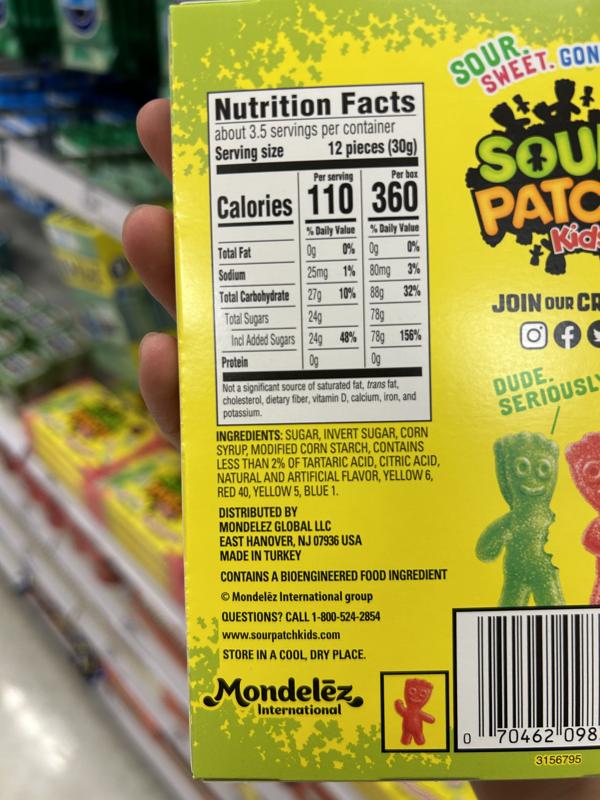 SOUR. SWEET. GON
SOU
PATC
Kids
JOIN OUR CR
DUDE.
SERIOUSLY
Nutrition Facts
about 3.5 servings per container
Serving size 12 pieces (30g)
Per serving Per box
Calories 110 360
% Daily Value % Daily Value
Total Fat 0g 0% 0g 0%
Sodium 25mg 1% 80mg 3%
Total Carbohydrate 27g 10% 88g 32%
Total Sugars 24g 78g
Incl Added Sugars 24g 48% 78g 156%
Protein 0g 0g
Not a significant source of saturated fat, trans fat,
cholesterol, dietary fiber, vitamin D, calcium, iron, and
potassium.
INGREDIENTS: SUGAR, INVERT SUGAR, CORN
SYRUP, MODIFIED CORN STARCH, CONTAINS
LESS THAN 2% OF TARTARIC ACID, CITRIC ACID,
NATURAL AND ARTIFICIAL FLAVOR, YELLOW 6,
RED 40, YELLOW 5, BLUE 1.
DISTRIBUTED BY
MONDELEZ GLOBAL LLC
EAST HANOVER, NJ 07936 USA
MADE IN TURKEY
CONTAINS A BIOENGINEERED FOOD INGREDIENT
© Mondelēz International group
QUESTIONS? CALL 1-800-524-2854
www.sourpatchkids.com
STORE IN A COOL, DRY PLACE.
Mondelēz
International
0 70462 098
3156795